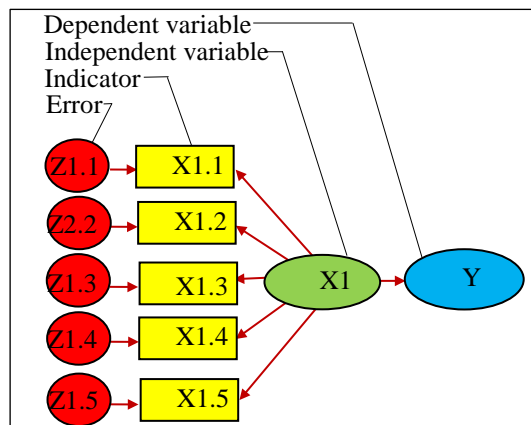 Dependent variable
Independent variable
Indicator
Error
Z1.1 X1.1
Z2.2 X1.2
Z1.3 X1.3 X1 Y
Z1.4 X1.4
Z1.5 X1.5